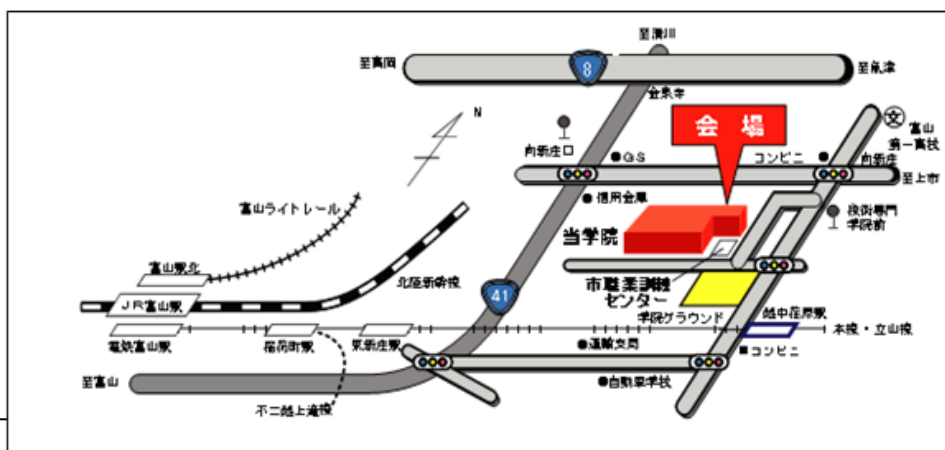 至滑川
至高岡
8
至魚津
N
会場
文
富山
第一高校
向新庄口
GS
コンビニ
向新庄
至上市
信用金庫
富山ライトレール
当学院
技術専門
学院前
富山駅北
北陸新幹線
市職業訓練
センター
JR富山駅
41
学院グラウンド
越中荏原駅
電鉄富山駅
稲荷町駅
東新庄駅
本線・立山線
運輸支局
コンビニ
至富山
自動車学校
不二越上滝線